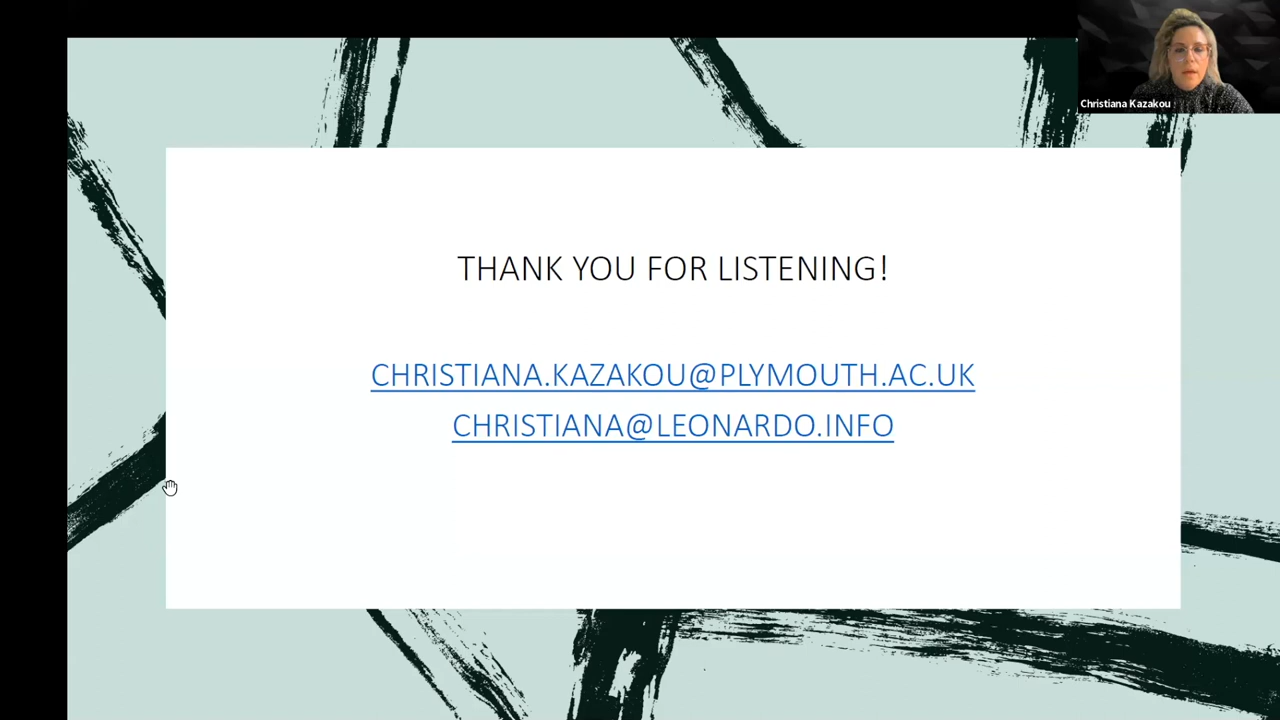 Christiana Kazakou
THANK YOU FOR LISTENING!
CHRISTIANA.KAZAKOU@PLYMOUTH.AC.UK
CHRISTIANA@LEONARDO.INFO